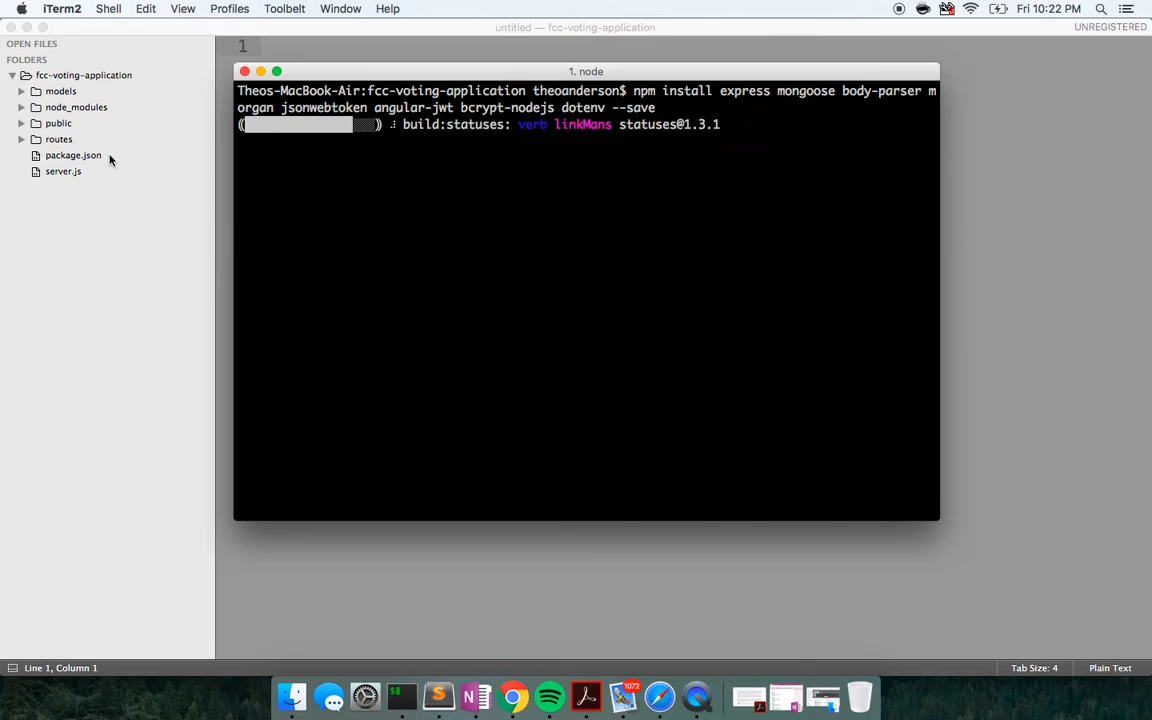 iTerm2 Shell Edit View Profiles Toolbelt Window Help Fri 10:22 PM
untitled — fcc-voting-application UNREGISTERED
OPEN FILES
FOLDERS
fcc-voting-application
models
node_modules
public
routes
package.json
server.js
1
1. node
Theos-MacBook-Air:fcc-voting-application theoanderson$ npm install express mongoose body-parser m
organ jsonwebtoken angular-jwt bcrypt-nodejs dotenv --save
build:statuses: verb linkMans statuses@1.3.1
Line 1, Column 1 Tab Size: 4 Plain Text
1072